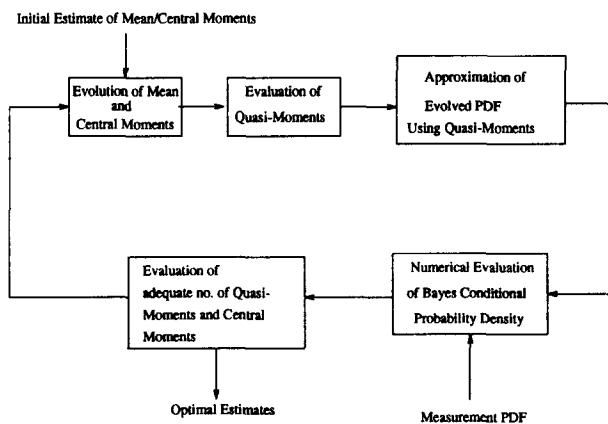 Initial Estimate of Mean/Central Moments
Evolution of Mean
and
Central Moments
Evaluation of
Quasi-Moments
Approximation of
Evolved PDF
Using Quasi-Moments
Evaluation of
adequate no. of Quasi-
Moments and Central
Moments
Numerical Evaluation
of Bayes Conditional
Probability Density
Optimal Estimates
Measurement PDF